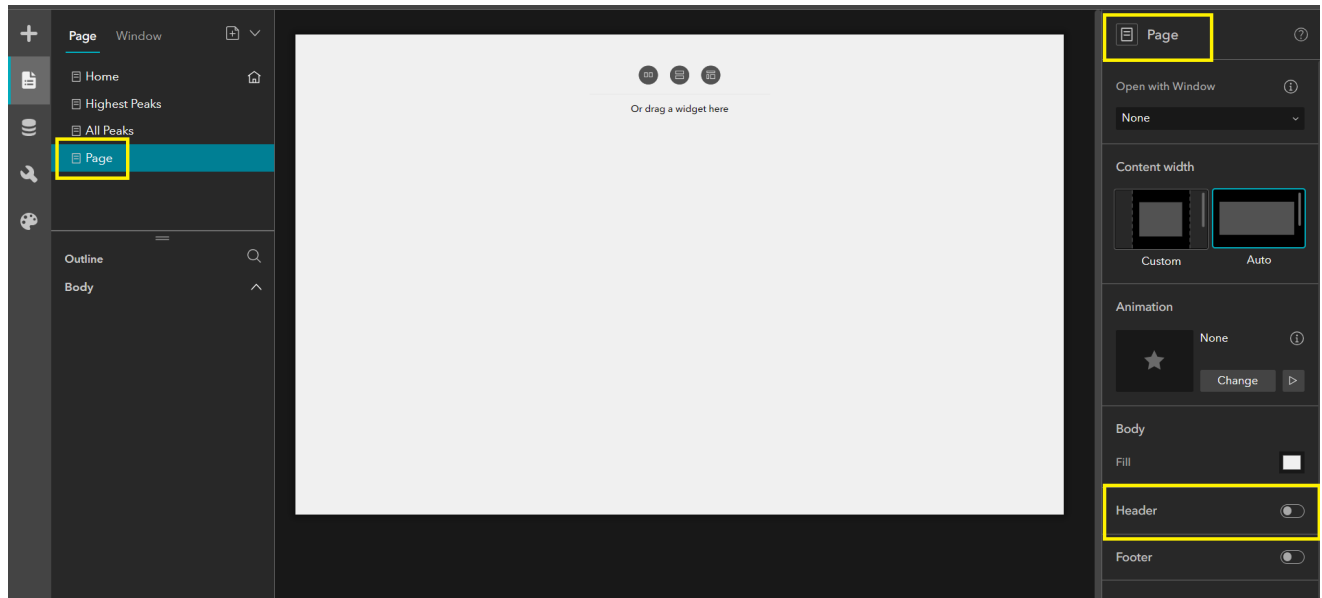 Page Window
Home
Highest Peaks
All Peaks
Page
Outline
Body
Or drag a widget here
Page
Open with Window
None
Content width
Custom Auto
Animation
None
Change
Body
Fill
Header
Footer